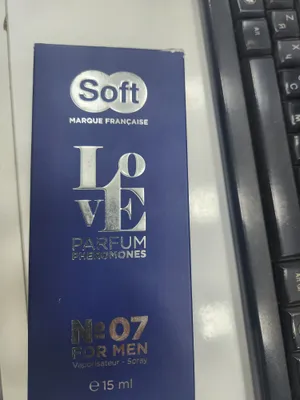 Soft
MARQUE FRANÇAISE
LovE
PARFUM
PHEROMONES
№07
FOR MEN
Vaporisateur - Spray
℮ 15 ml